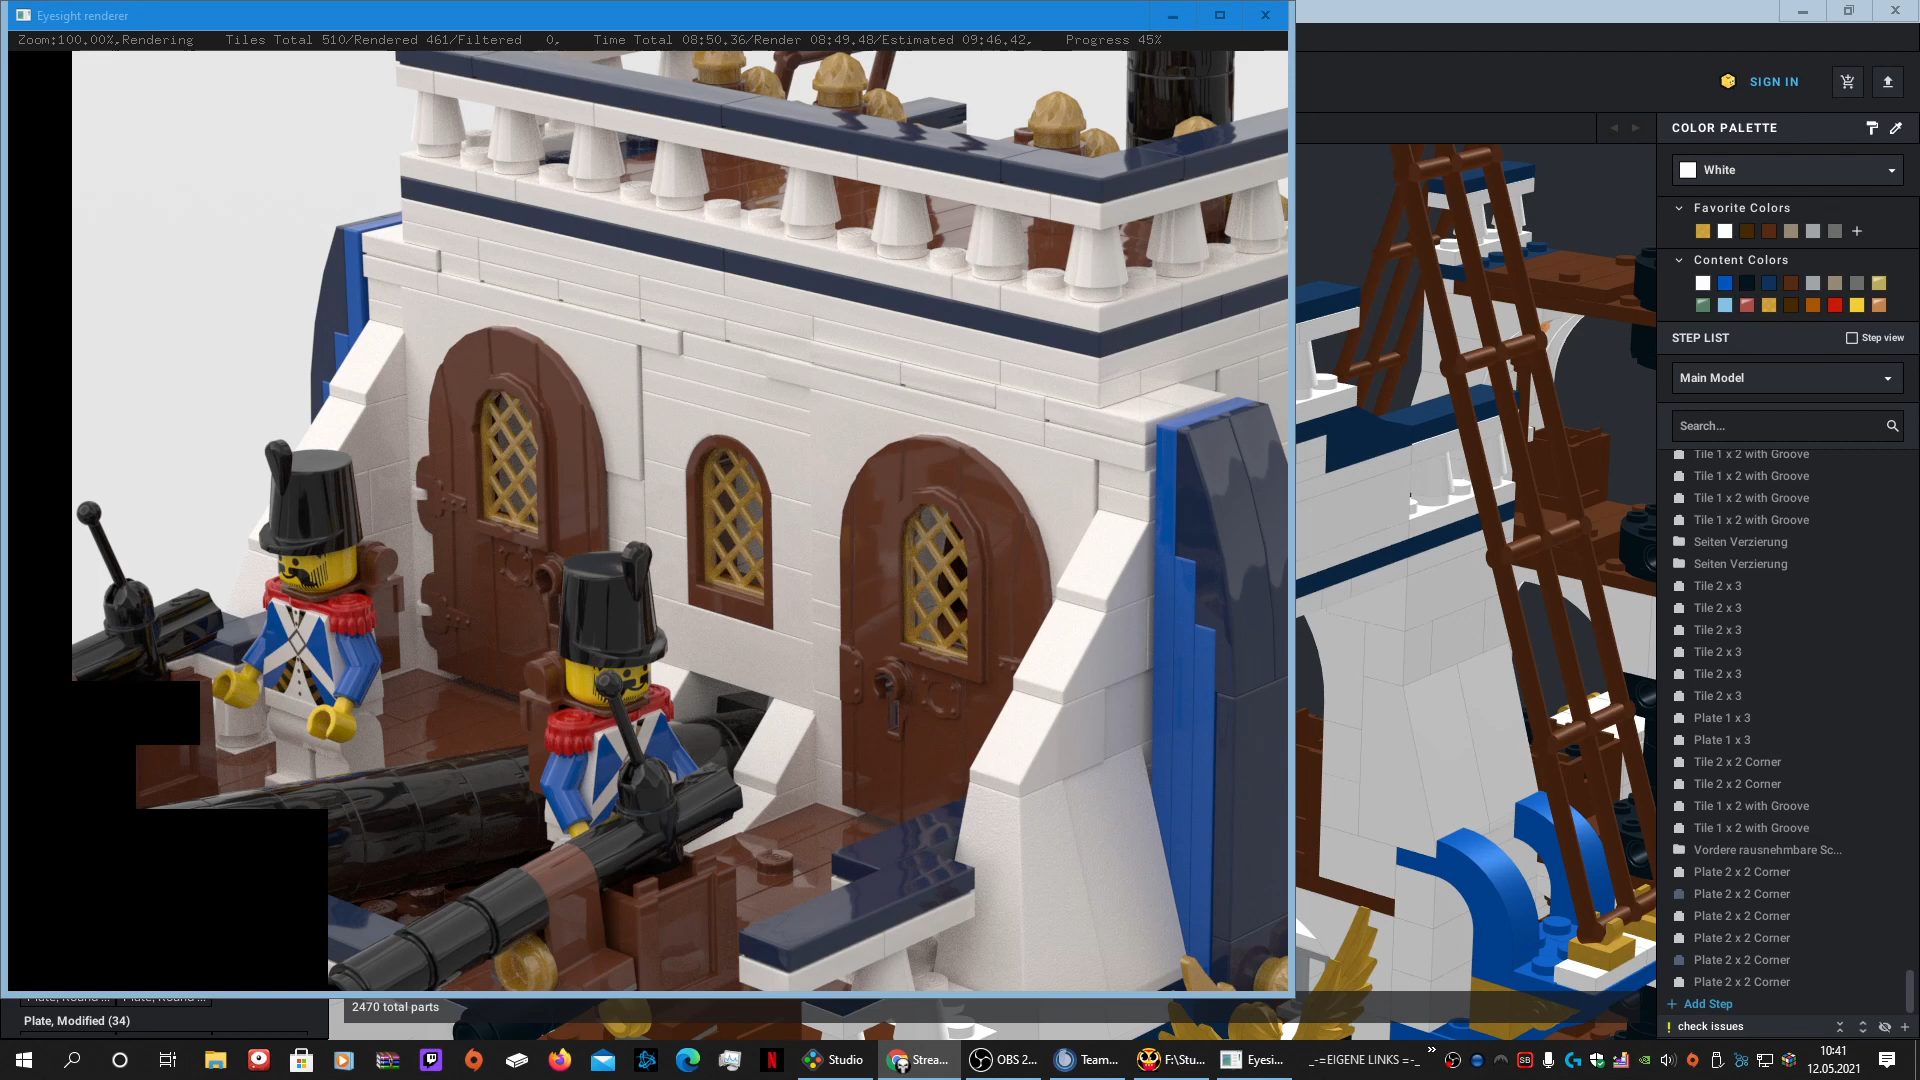 Eyesight renderer
Zoom:100.00%,Rendering Tiles Total 510/Rendered 461/Filtered 0, Time Total 08:50.36/Render 08:49.48/Estimated 09:46.42, Progress 45%
SIGN IN
COLOR PALETTE
White
Favorite Colors
Content Colors
STEP LIST
Step view
Main Model
Search...
Tile 1 x 2 with Groove
Tile 1 x 2 with Groove
Tile 1 x 2 with Groove
Tile 1 x 2 with Groove
Seiten Verzierung
Seiten Verzierung
Tile 2 x 3
Tile 2 x 3
Tile 2 x 3
Tile 2 x 3
Tile 2 x 3
Tile 2 x 3
Plate 1 x 3
Plate 1 x 3
Tile 2 x 2 Corner
Tile 2 x 2 Corner
Tile 1 x 2 with Groove
Tile 1 x 2 with Groove
Vordere rausnehmbare Sc...
Plate 2 x 2 Corner
Plate 2 x 2 Corner
Plate 2 x 2 Corner
Plate 2 x 2 Corner
Plate 2 x 2 Corner
Plate 2 x 2 Corner
+ Add Step
check issues
Plate, Round ... Plate, Round ...
Plate, Modified (34)
2470 total parts
Studio
Strea...
OBS 2...
Team...
F:\Stu...
Eyesi...
_-=EIGENE LINKS =-_
10:41
12.05.2021